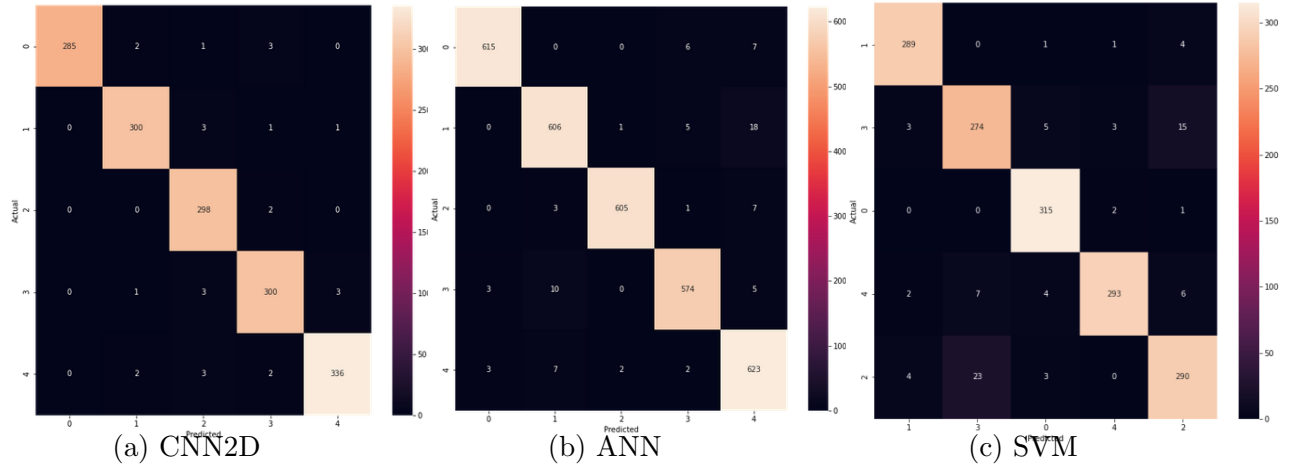 0 285 2 1 3 0
1 0 300 3 1 1
2 0 0 298 2 0
3 0 1 3 300 3
4 0 2 3 2 336
0 1 2 3 4
Actual
Predicted
300
250
200
150
100
50
0
(a) CNN2D
0 615 0 0 6 7
1 0 606 1 5 18
2 0 3 605 1 7
3 3 10 0 574 5
4 3 7 2 2 623
0 1 2 3 4
Actual
Predicted
600
500
400
300
200
100
0
(b) ANN
1 289 0 1 1 4
3 3 274 5 3 15
0 0 0 315 2 1
4 2 7 4 293 6
2 4 23 3 0 290
1 3 0 4 2
Actual
Predicted
300
250
200
150
100
50
0
(c) SVM